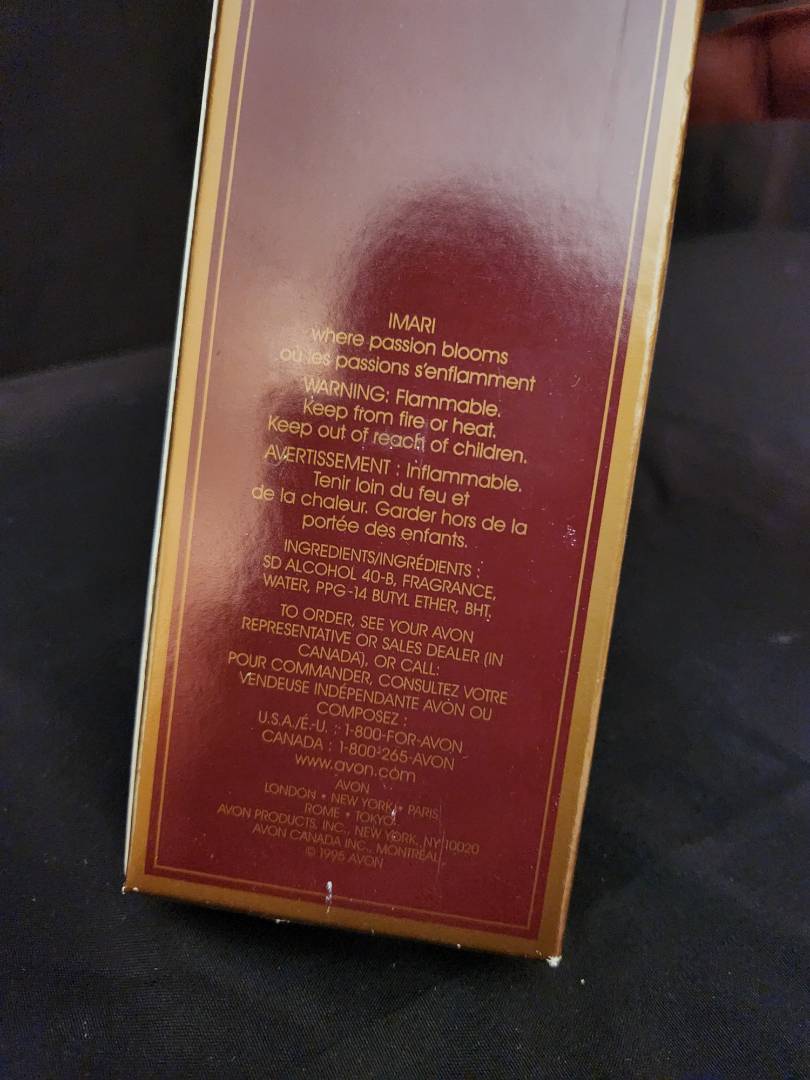 IMARI
where passion blooms
où les passions s'enflamment
WARNING: Flammable.
Keep from fire or heat.
Keep out of reach of children.
AVERTISSEMENT : Inflammable.
Tenir loin du feu et
de la chaleur. Garder hors de la
portée des enfants.
INGREDIENTS/INGRÉDIENTS :
SD ALCOHOL 40-B, FRAGRANCE,
WATER, PPG-14 BUTYL ETHER, BHT.
TO ORDER, SEE YOUR AVON
REPRESENTATIVE OR SALES DEALER (IN
CANADA), OR CALL:
POUR COMMANDER, CONSULTEZ VOTRE
VENDEUSE INDÉPENDANTE AVON OU
COMPOSEZ :
U.S.A./É.-U. : 1-800-FOR-AVON
CANADA : 1-800-265-AVON
www.avon.com
AVON
LONDON • NEW YORK • PARIS
ROME • TOKYO
AVON PRODUCTS, INC., NEW YORK, NY 10020
AVON CANADA INC., MONTRÉAL
© 1995 AVON